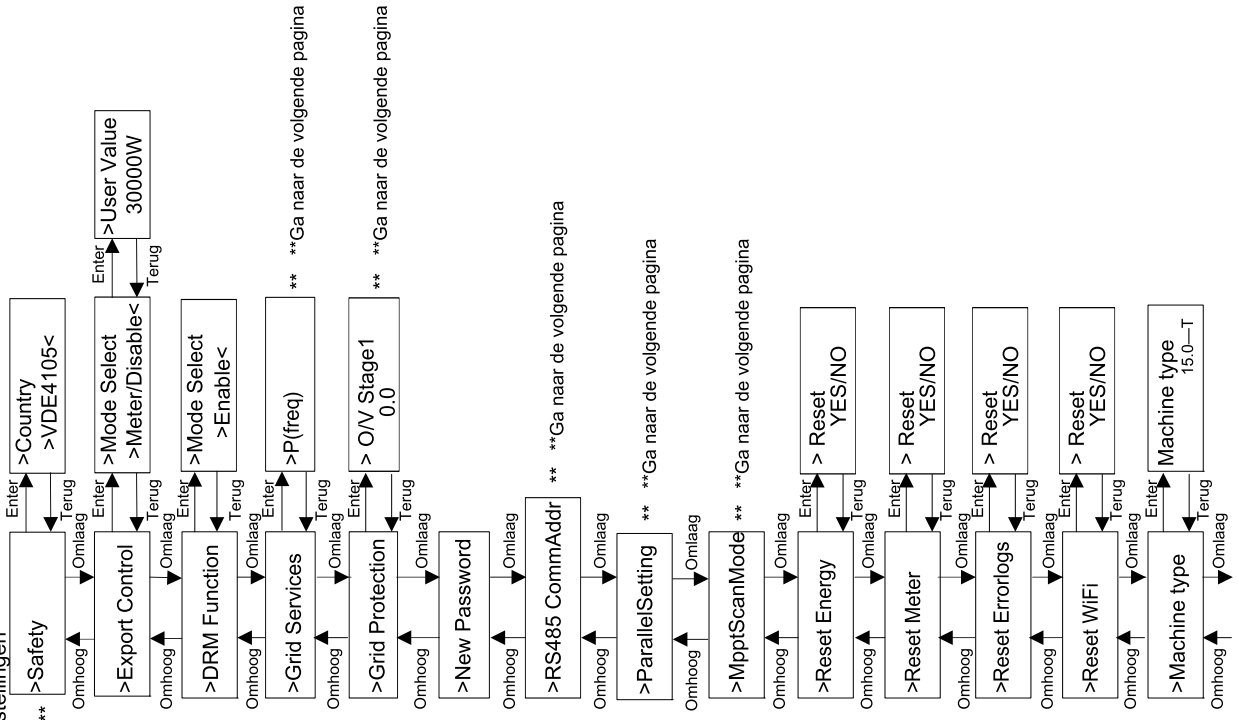 stellingen
**
>Safety
Enter
Terug
>Country
>VDE4105<
Omhoog
Omlaag
>Export Control
Enter
Terug
>Mode Select
>Meter/Disable<
Enter
Terug
>User Value
30000W
Omhoog
Omlaag
>DRM Function
Enter
Terug
>Mode Select
>Enable<
Omhoog
Omlaag
>Grid Services
Enter
Terug
>P(freq)
** **Ga naar de volgende pagina
Omhoog
Omlaag
>Grid Protection
Enter
Terug
> O/V Stage1
0.0
** **Ga naar de volgende pagina
Omhoog
Omlaag
>New Password
Omhoog
Omlaag
>RS485 CommAddr
** **Ga naar de volgende pagina
Omhoog
Omlaag
>ParallelSetting
** **Ga naar de volgende pagina
Omhoog
Omlaag
>MpptScanMode
** **Ga naar de volgende pagina
Omhoog
Omlaag
>Reset Energy
Enter
Terug
> Reset
YES/NO
Omhoog
Omlaag
>Reset Meter
Enter
Terug
> Reset
YES/NO
Omhoog
Omlaag
>Reset Errorlogs
Enter
Terug
> Reset
YES/NO
Omhoog
Omlaag
>Reset WiFi
Enter
Terug
> Reset
YES/NO
Omhoog
Omlaag
>Machine type
Enter
Terug
Machine type
15.0—T
Omhoog
Omlaag